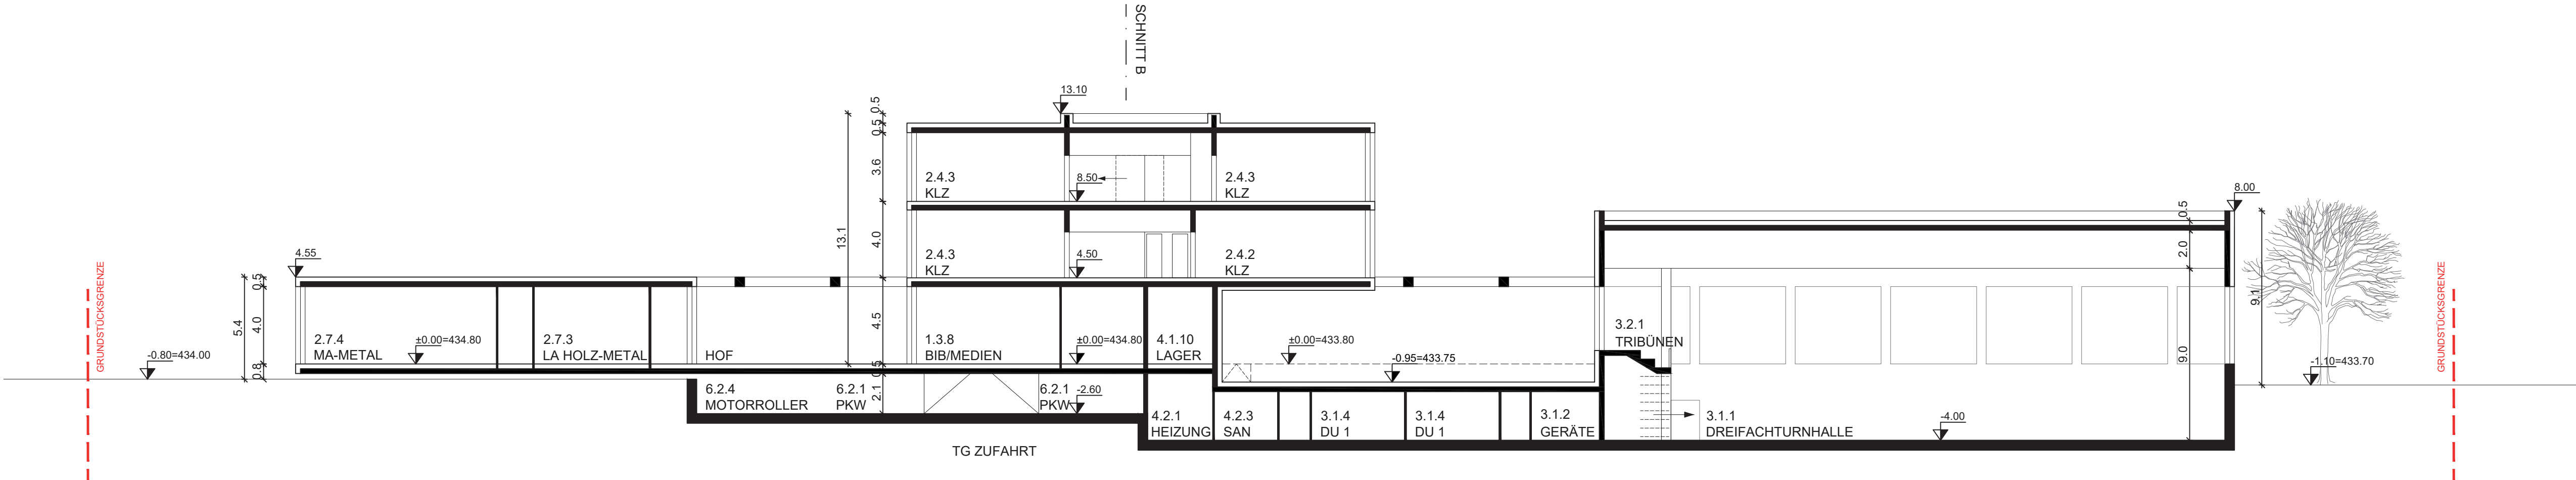 SCHNITT B
13.10
0.5
0.5
3.6
2.4.3
KLZ
8.50
2.4.3
KLZ
13.1
4.0
2.4.3
KLZ
4.50
2.4.2
KLZ
8.00
0.5
2.0
9.1
9.0
GRUNDSTÜCKSGRENZE
-0.80=434.00
5.4
0.5
4.0
0.8
4.55
2.7.4
MA-METAL
±0.00=434.80
2.7.3
LA HOLZ-METAL
HOF
4.5
1.3.8
BIB/MEDIEN
±0.00=434.80
4.1.10
LAGER
±0.00=433.80
-0.95=433.75
3.2.1
TRIBÜNEN
-1.10=433.70
GRUNDSTÜCKSGRENZE
6.2.4
MOTORROLLER
6.2.1
PKW
0.5
2.1
6.2.1
PKW
-2.60
4.2.1
HEIZUNG
4.2.3
SAN
3.1.4
DU 1
3.1.4
DU 1
3.1.2
GERÄTE
3.1.1
DREIFACHTURNHALLE
-4.00
TG ZUFAHRT